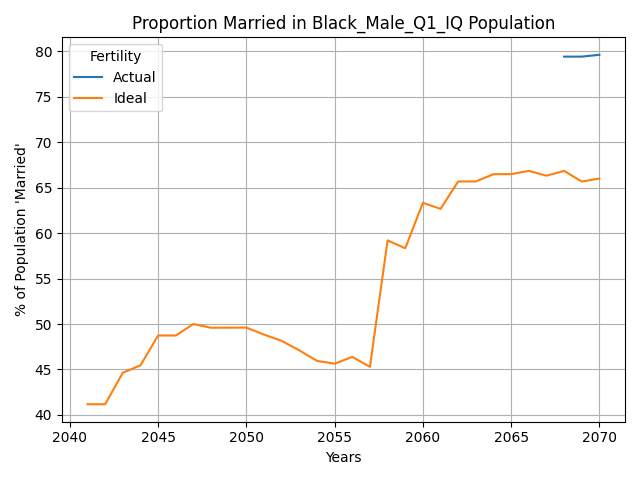 Proportion Married in Black_Male_Q1_IQ Population
% of Population 'Married'
80
75
70
65
60
55
50
45
40
Fertility
Actual
Ideal
2040 2045 2050 2055 2060 2065 2070
Years